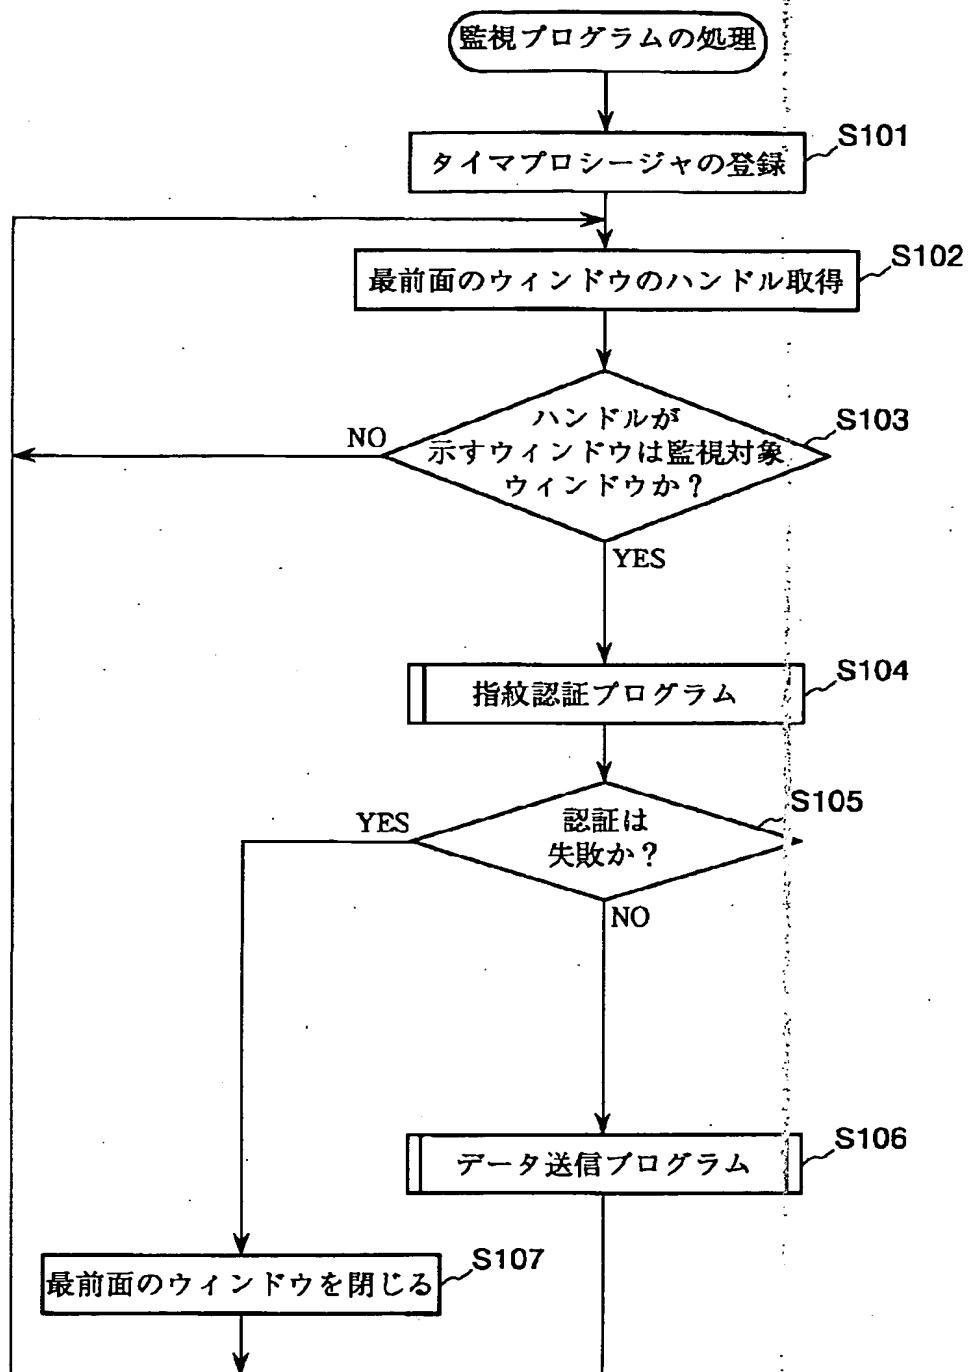 監視プログラムの処理
S101
タイマプロシージャの登録
S102
最前面のウィンドウのハンドル取得
S103
ハンドルが
NO
示すウィンドウは監視対象
ウィンドウか？
YES
S104
指紋認証プログラム
S105
YES
認証は
失敗か？
NO
S106
データ送信プログラム
S107
最前面のウィンドウを閉じる